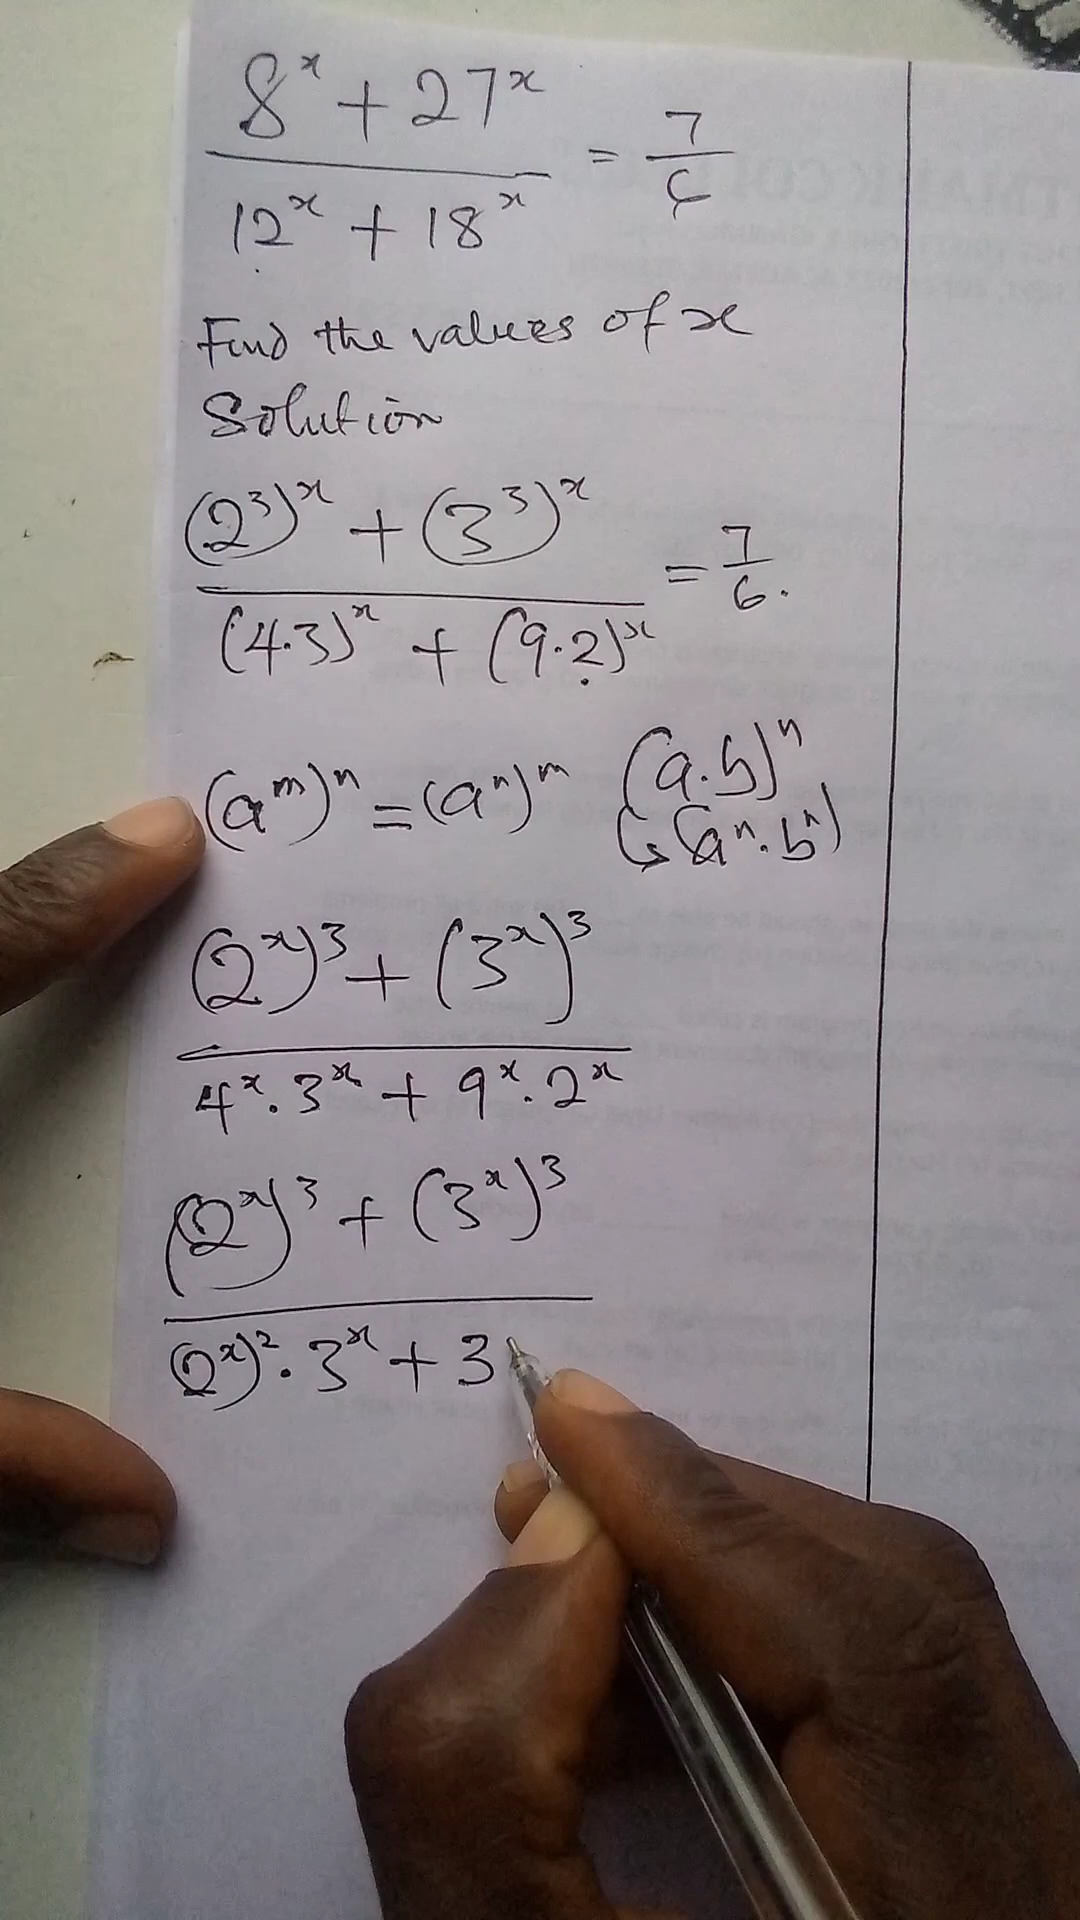 8^x + 27^x / 12^x + 18^x = 7/6
Find the values of x
Solution
(2^3)^x + (3^3)^x / (4·3)^x + (9·2)^x = 7/6.
(a^m)^n = (a^n)^m (a·b)^n
↳ (a^n·b^n)
(2^x)^3 + (3^x)^3 / 4^x·3^x + 9^x·2^x
(2^x)^3 + (3^x)^3 / (2^x)^2·3^x + 3